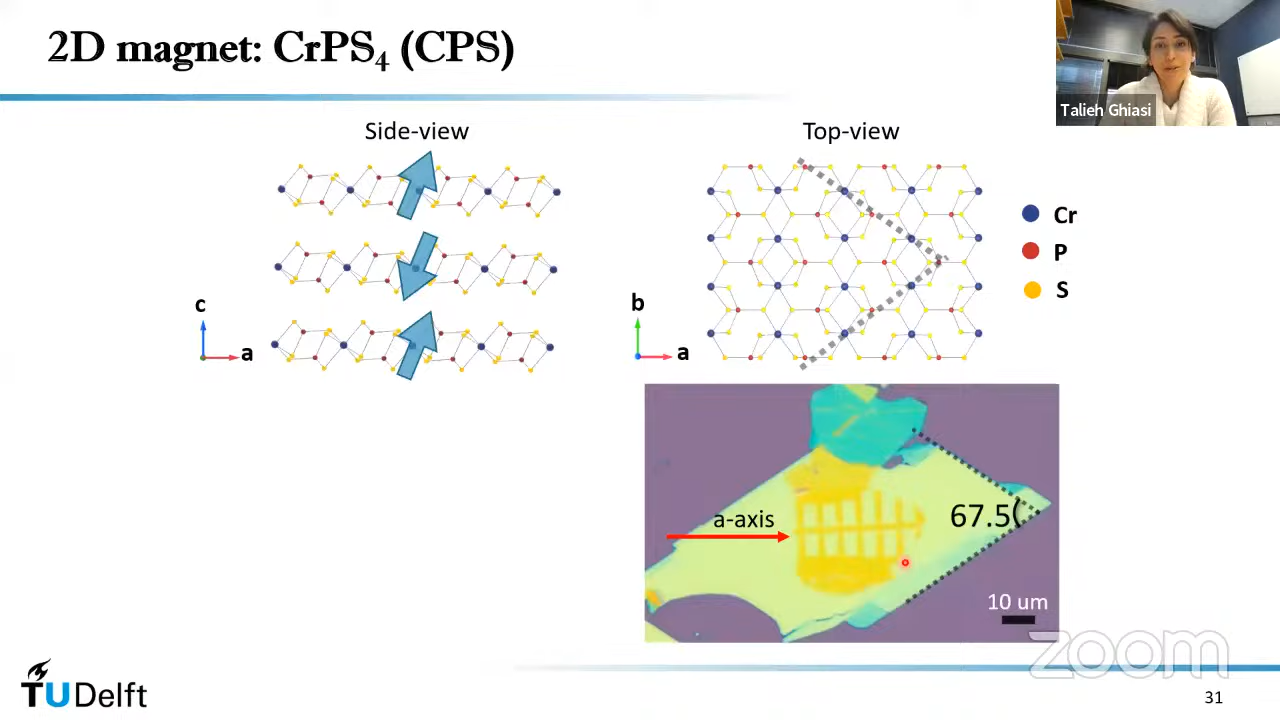 2D magnet: CrPS₄ (CPS)
Talieh Ghiasi
Side-view
Top-view
Cr
P
S
c
a
b
a
a-axis
67.5
10 um
zoom
TUDelft
31